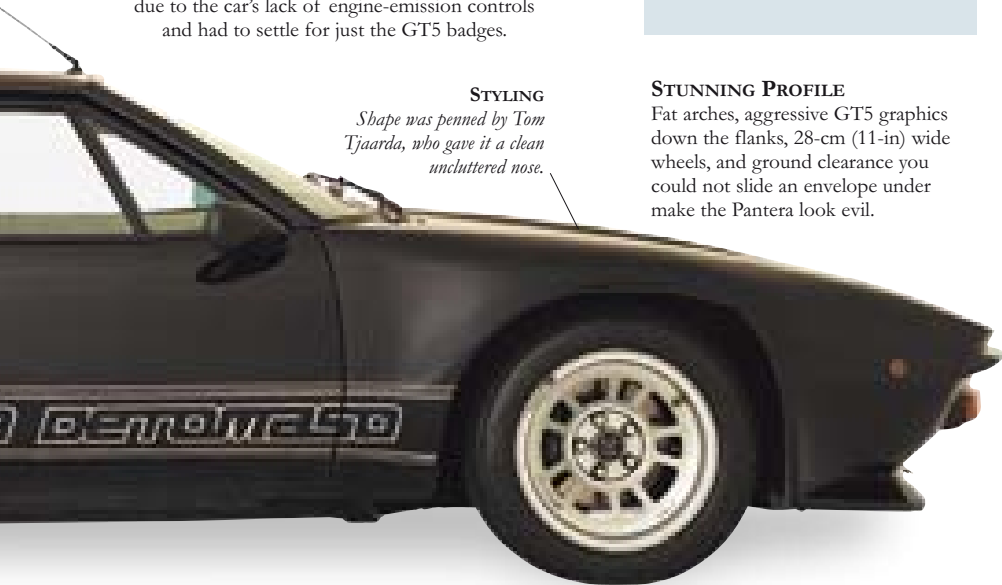 due to the car's lack of engine-emission controls
and had to settle for just the GT5 badges.
STYLING
Shape was penned by Tom
Tjaarda, who gave it a clean
uncluttered nose.
STUNNING PROFILE
Fat arches, aggressive GT5 graphics
down the flanks, 28-cm (11-in) wide
wheels, and ground clearance you
could not slide an envelope under
make the Pantera look evil.
DeTomaso